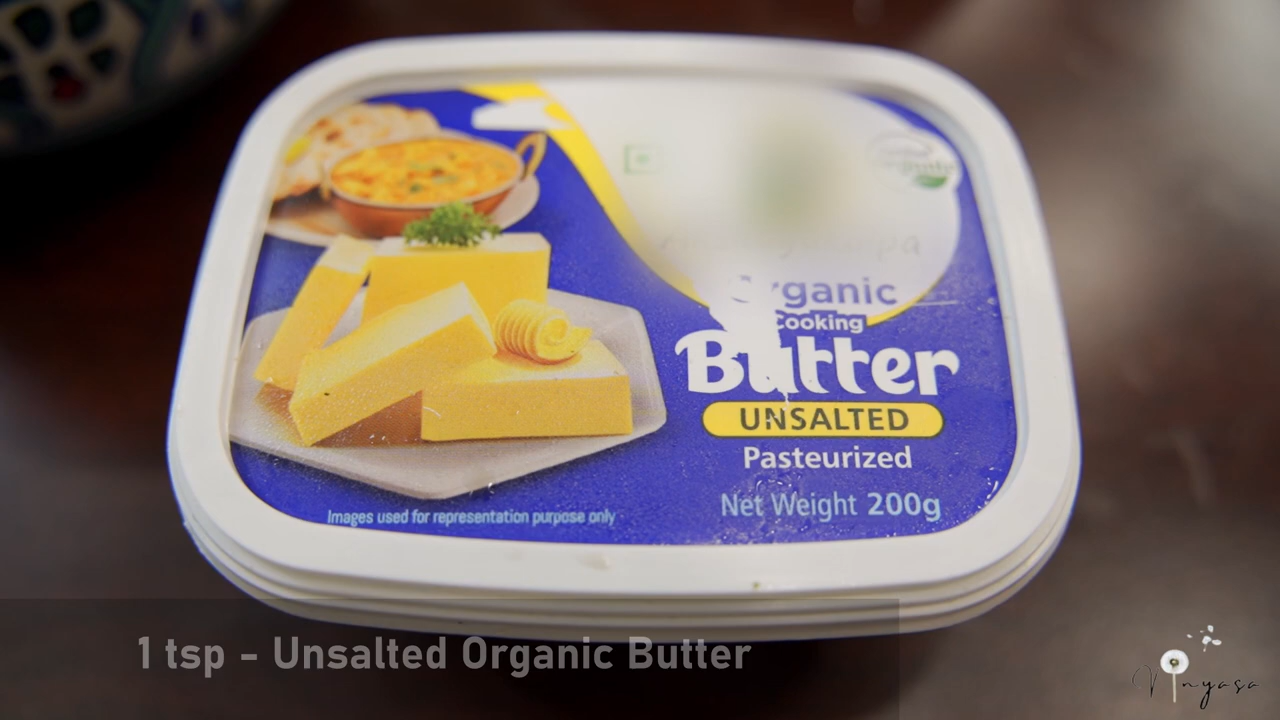 Organic
Cooking
Butter
UNSALTED
Pasteurized
Net Weight 200g
Images used for representation purpose only
1 tsp - Unsalted Organic Butter
Vinyasa